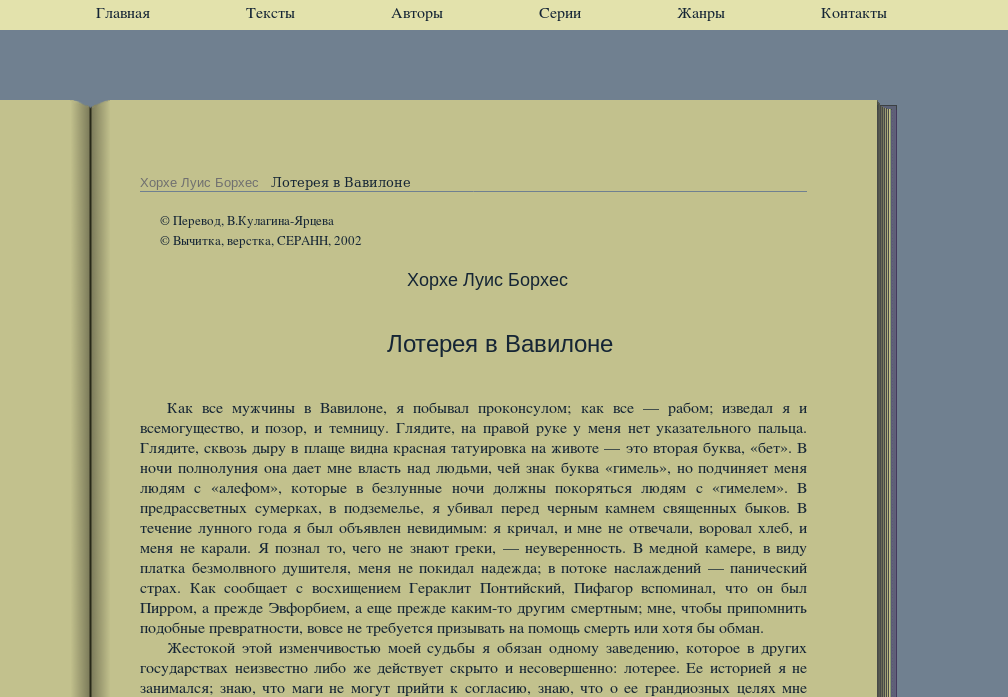 Главная Тексты Авторы Серии Жанры Контакты
Хорхе Луис Борхес Лотерея в Вавилоне
© Перевод, В.Кулагина-Ярцева
© Вычитка, верстка, СЕРАНН, 2002
Хорхе Луис Борхес
Лотерея в Вавилоне
Как все мужчины в Вавилоне, я побывал проконсулом; как все — рабом; изведал я и
всемогущество, и позор, и темницу. Глядите, на правой руке у меня нет указательного пальца.
Глядите, сквозь дыру в плаще видна красная татуировка на животе — это вторая буква, «бет». В
ночи полнолуния она дает мне власть над людьми, чей знак буква «гимель», но подчиняет меня
людям с «алефом», которые в безлунные ночи должны покоряться людям с «гимелем». В
предрассветных сумерках, в подземелье, я убивал перед черным камнем священных быков. В
течение лунного года я был объявлен невидимым: я кричал, и мне не отвечали, воровал хлеб, и
меня не карали. Я познал то, чего не знают греки, — неуверенность. В медной камере, в виду
платка безмолвного душителя, меня не покидал надежда; в потоке наслаждений — панический
страх. Как сообщает с восхищением Гераклит Понтийский, Пифагор вспоминал, что он был
Пирром, а прежде Эвфорбием, а еще прежде каким-то другим смертным; мне, чтобы припомнить
подобные превратности, вовсе не требуется призывать на помощь смерть или хотя бы обман.
Жестокой этой изменчивостью моей судьбы я обязан одному заведению, которое в других
государствах неизвестно либо же действует скрыто и несовершенно: лотерее. Ее историей я не
занимался; знаю, что маги не могут прийти к согласию, знаю, что о ее грандиозных целях мне